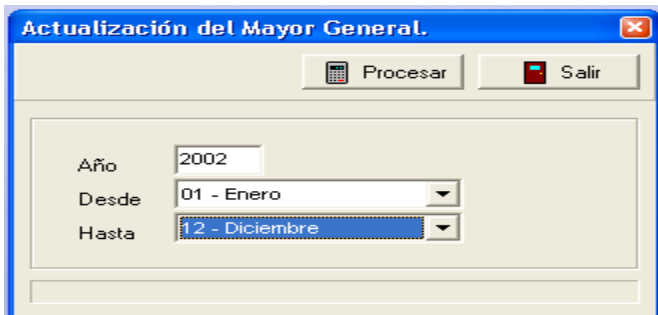 Actualización del Mayor General.
Procesar Salir
Año 2002
Desde 01 - Enero
Hasta 12 - Diciembre